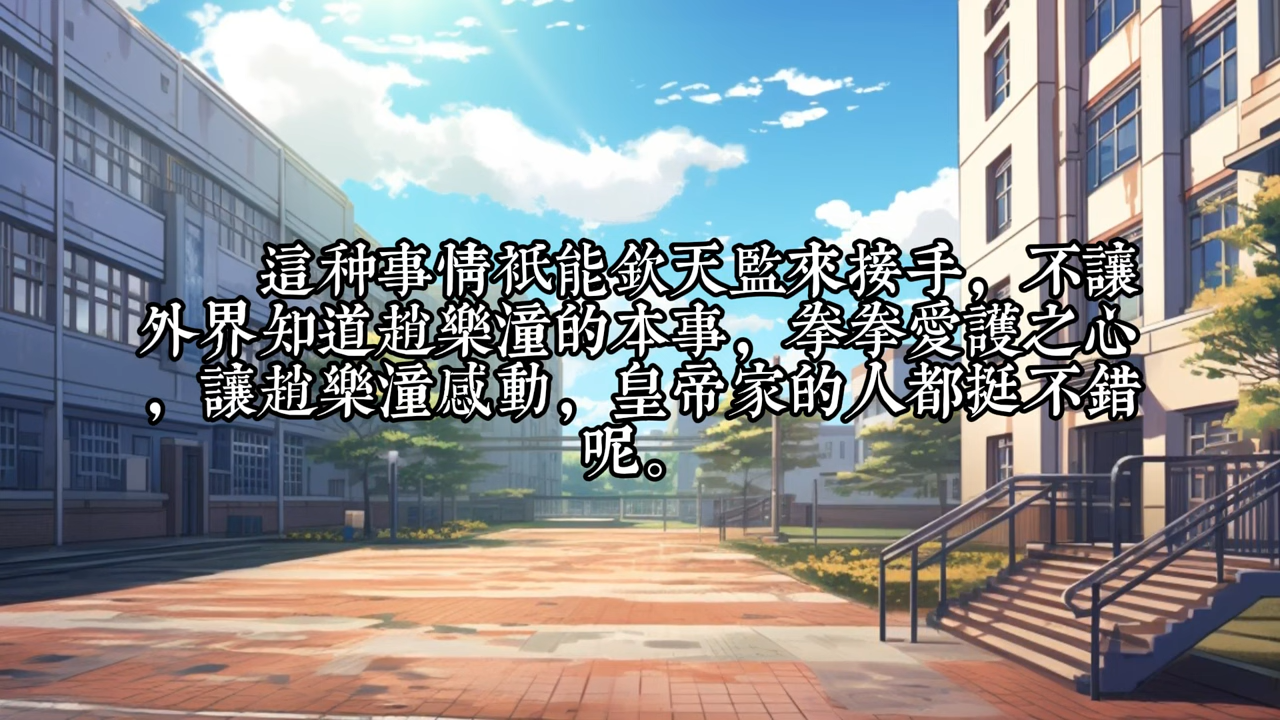 這种事情祇能欽天監來接手，不讓
外界知道趙樂潼的本事，拳拳愛護之心
，讓趙樂潼感動，皇帝家的人都挺不錯
呢。